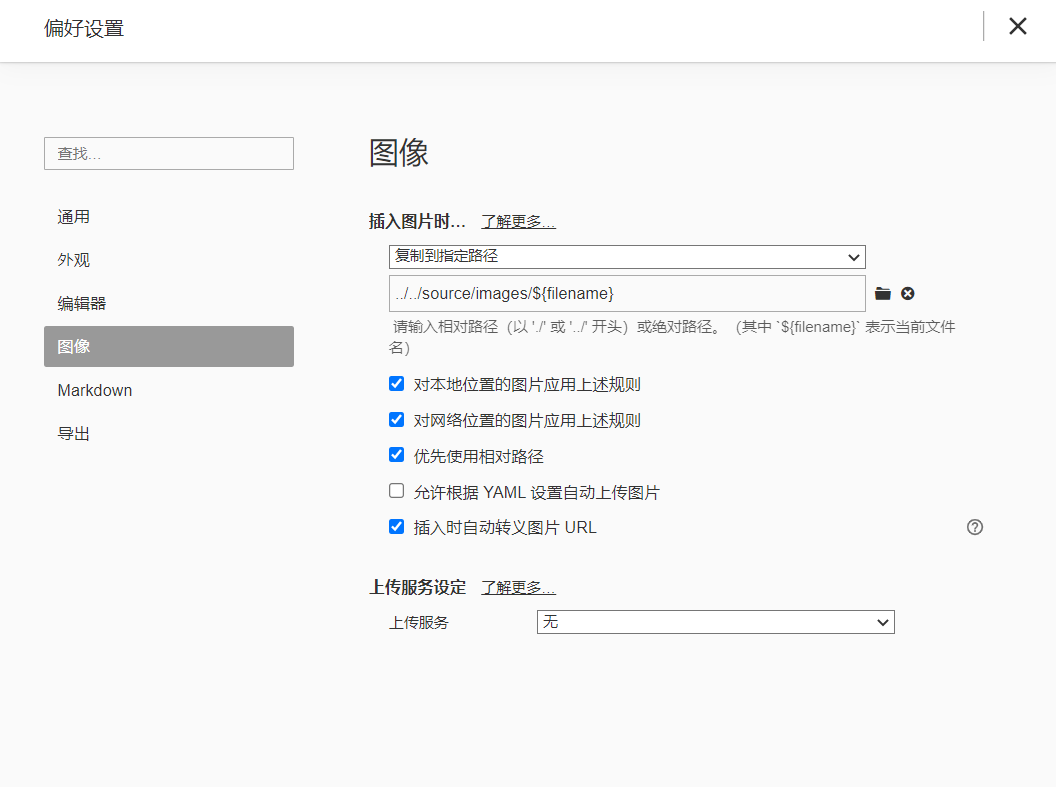 偏好设置
查找…
通用
外观
编辑器
图像
Markdown
导出
图像
插入图片时… 了解更多…
复制到指定路径
../../source/images/${filename}
请输入相对路径（以 './' 或 '../' 开头）或绝对路径。（其中 `${filename}` 表示当前文件
名）
对本地位置的图片应用上述规则
对网络位置的图片应用上述规则
优先使用相对路径
允许根据 YAML 设置自动上传图片
插入时自动转义图片 URL
上传服务设定 了解更多…
上传服务 无